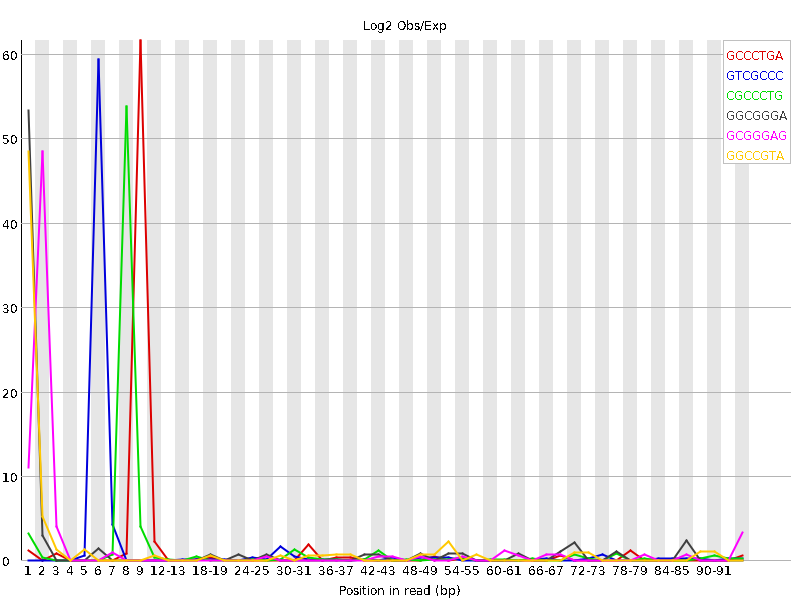 Log2 Obs/Exp
60
50
40
30
20
10
0
GCCCTGA
GTCGCCC
CGCCCTG
GGCGGGA
GCGGGAG
GGCCGTA
1 2 3 4 5 6 7 8 9 12-13 18-19 24-25 30-31 36-37 42-43 48-49 54-55 60-61 66-67 72-73 78-79 84-85 90-91
Position in read (bp)